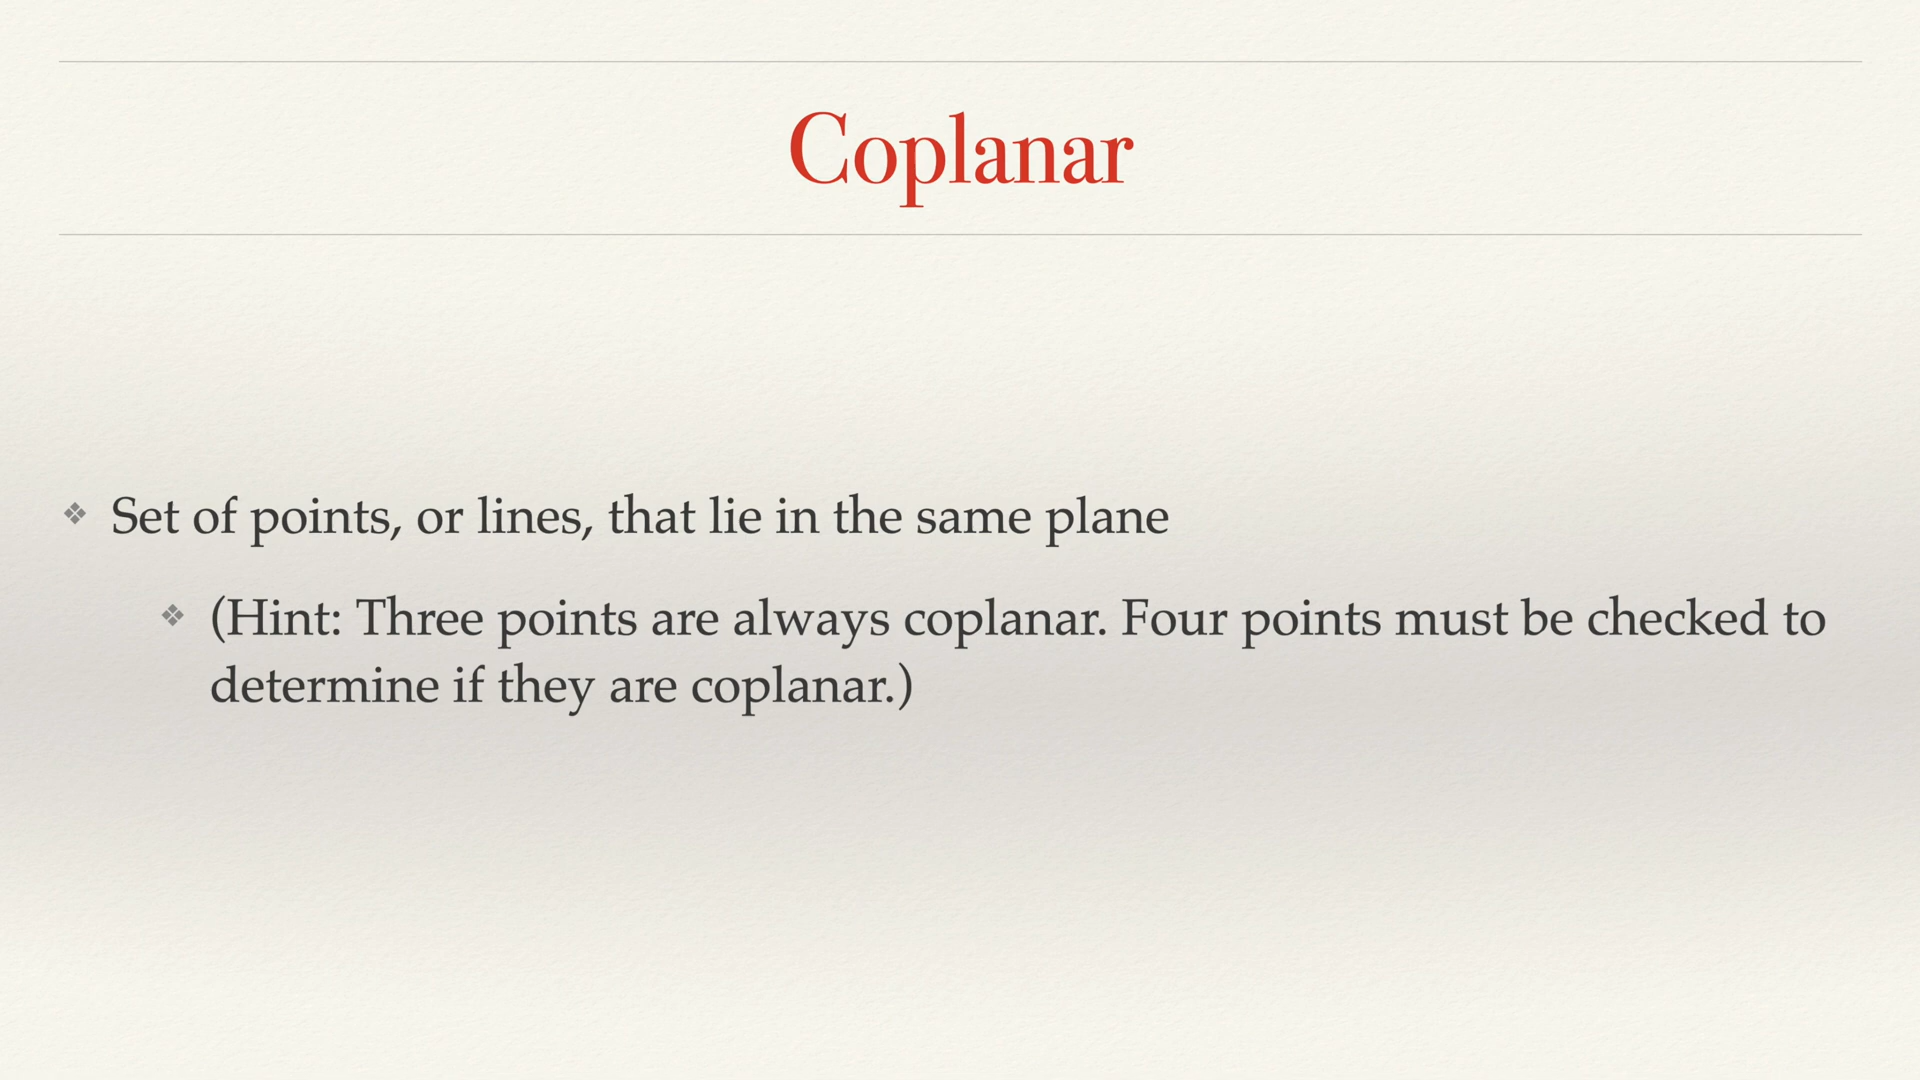 Coplanar
Set of points, or lines, that lie in the same plane
(Hint: Three points are always coplanar. Four points must be checked to
determine if they are coplanar.)